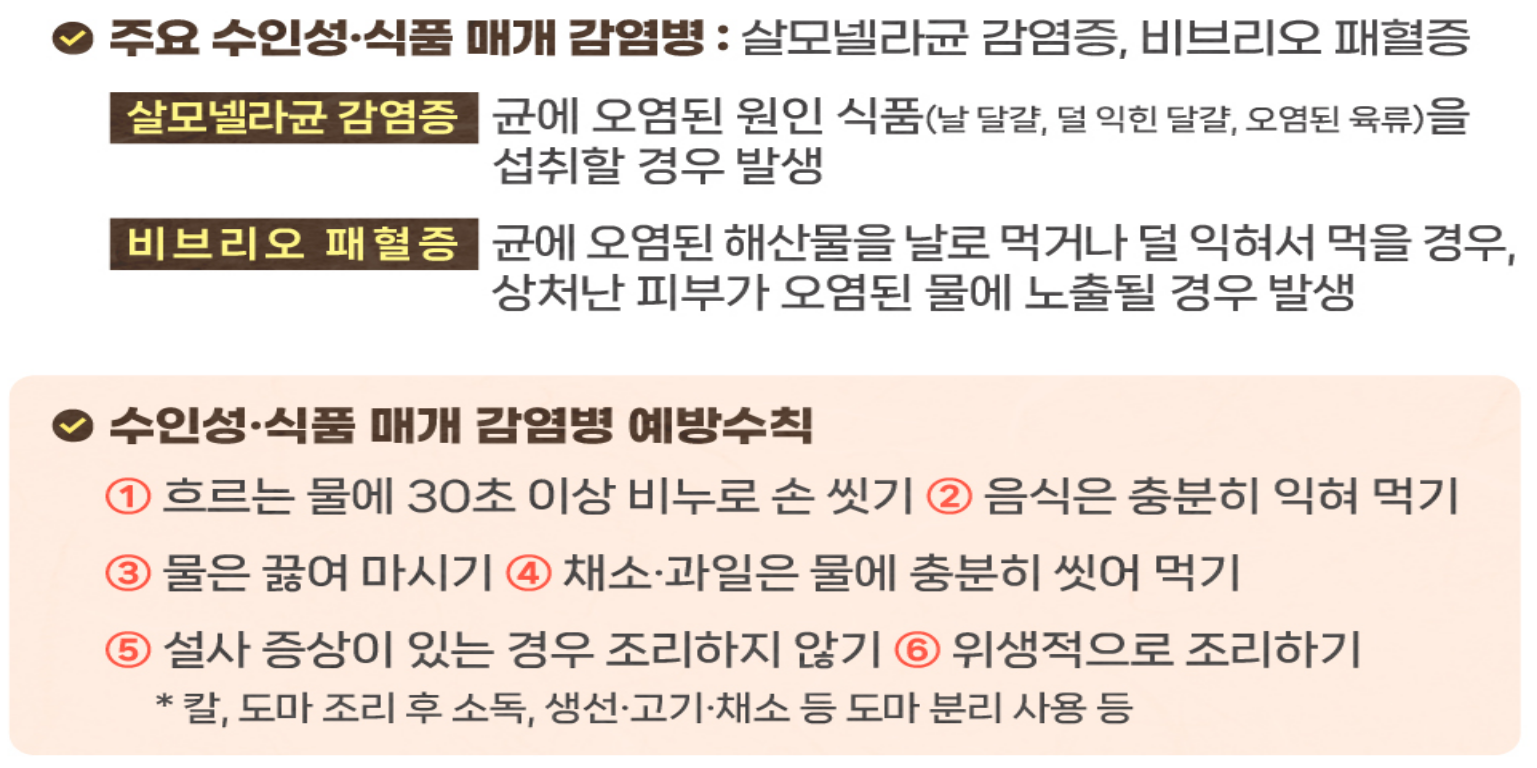 주요 수인성·식품 매개 감염병 : 살모넬라균 감염증, 비브리오 패혈증
살모넬라균 감염증 균에 오염된 원인 식품(날 달걀, 덜 익힌 달걀, 오염된 육류)을
섭취할 경우 발생
비브리오 패혈증 균에 오염된 해산물을 날로 먹거나 덜 익혀서 먹을 경우,
상처난 피부가 오염된 물에 노출될 경우 발생
수인성·식품 매개 감염병 예방수칙
① 흐르는 물에 30초 이상 비누로 손 씻기 ② 음식은 충분히 익혀 먹기
③ 물은 끓여 마시기 ④ 채소·과일은 물에 충분히 씻어 먹기
⑤ 설사 증상이 있는 경우 조리하지 않기 ⑥ 위생적으로 조리하기
* 칼, 도마 조리 후 소독, 생선·고기·채소 등 도마 분리 사용 등